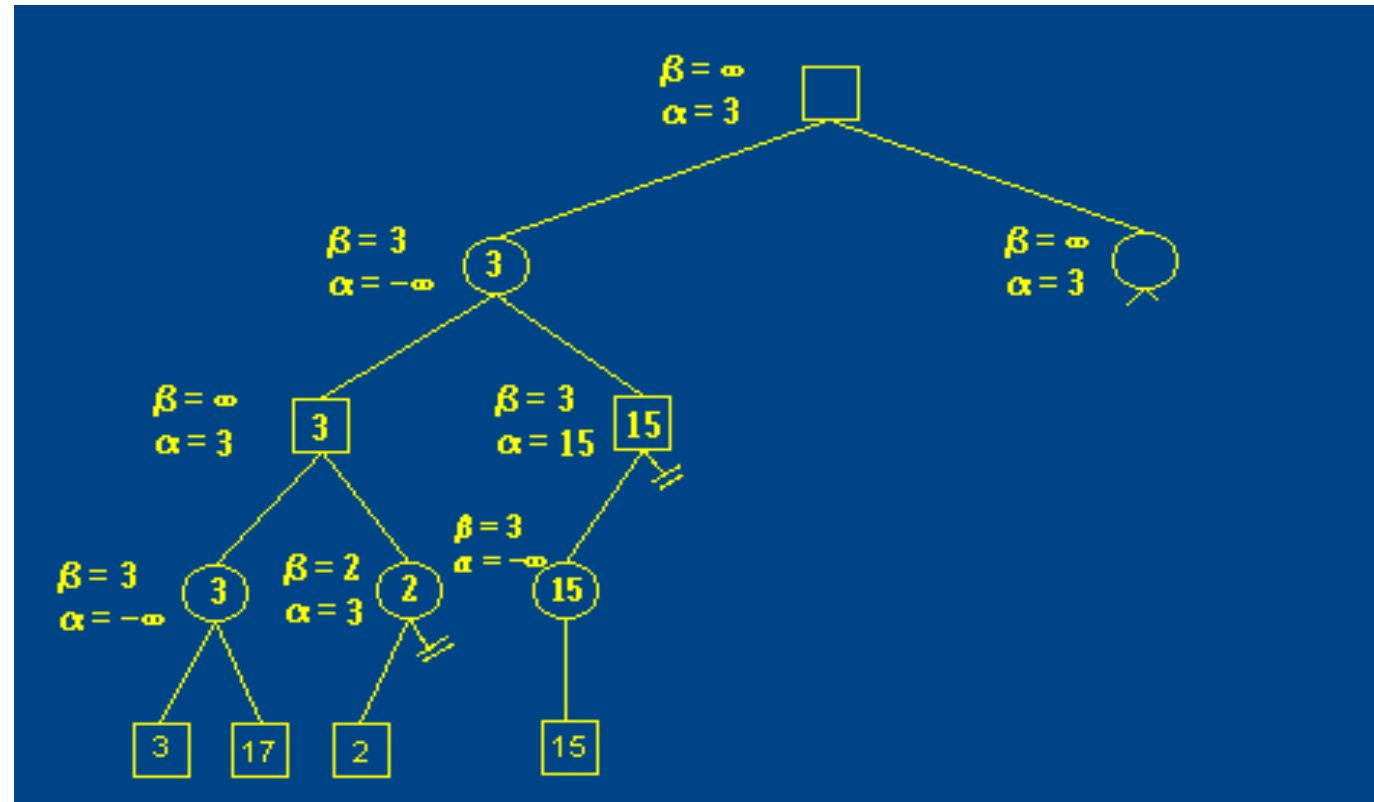 β = ∞
α = 3
β = 3
α = −∞
3
β = ∞
α = 3
β = ∞
α = 3
3
β = 3
α = 15
15
β = 3
α = −∞
3
β = 2
α = 3
2
β = 3
α = −∞
15
3
17
2
15